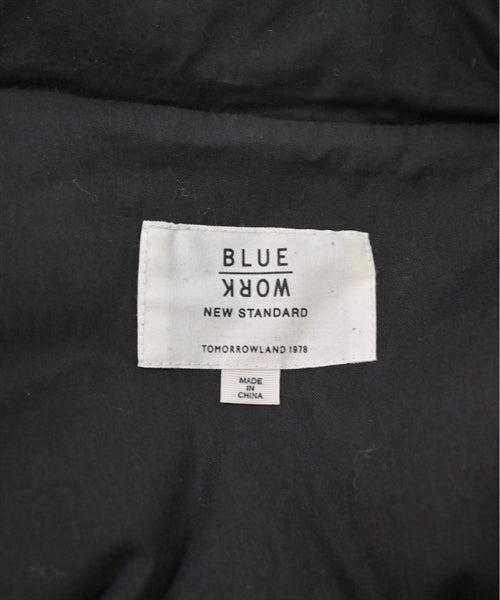 BLUE
WORK
NEW STANDARD
TOMORROWLAND 1978
MADE
IN
CHINA